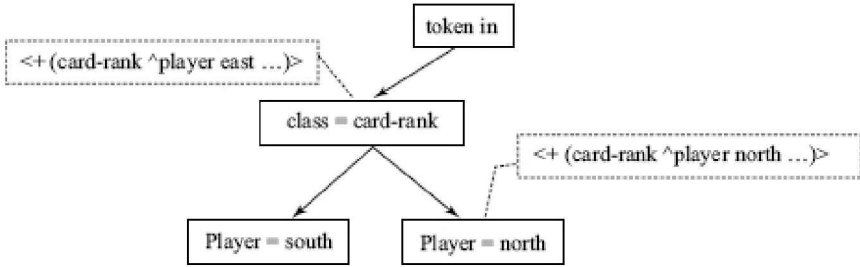 token in
<+ (card-rank ^player east ...)>
class = card-rank
<+ (card-rank ^player north ...)>
Player = south
Player = north